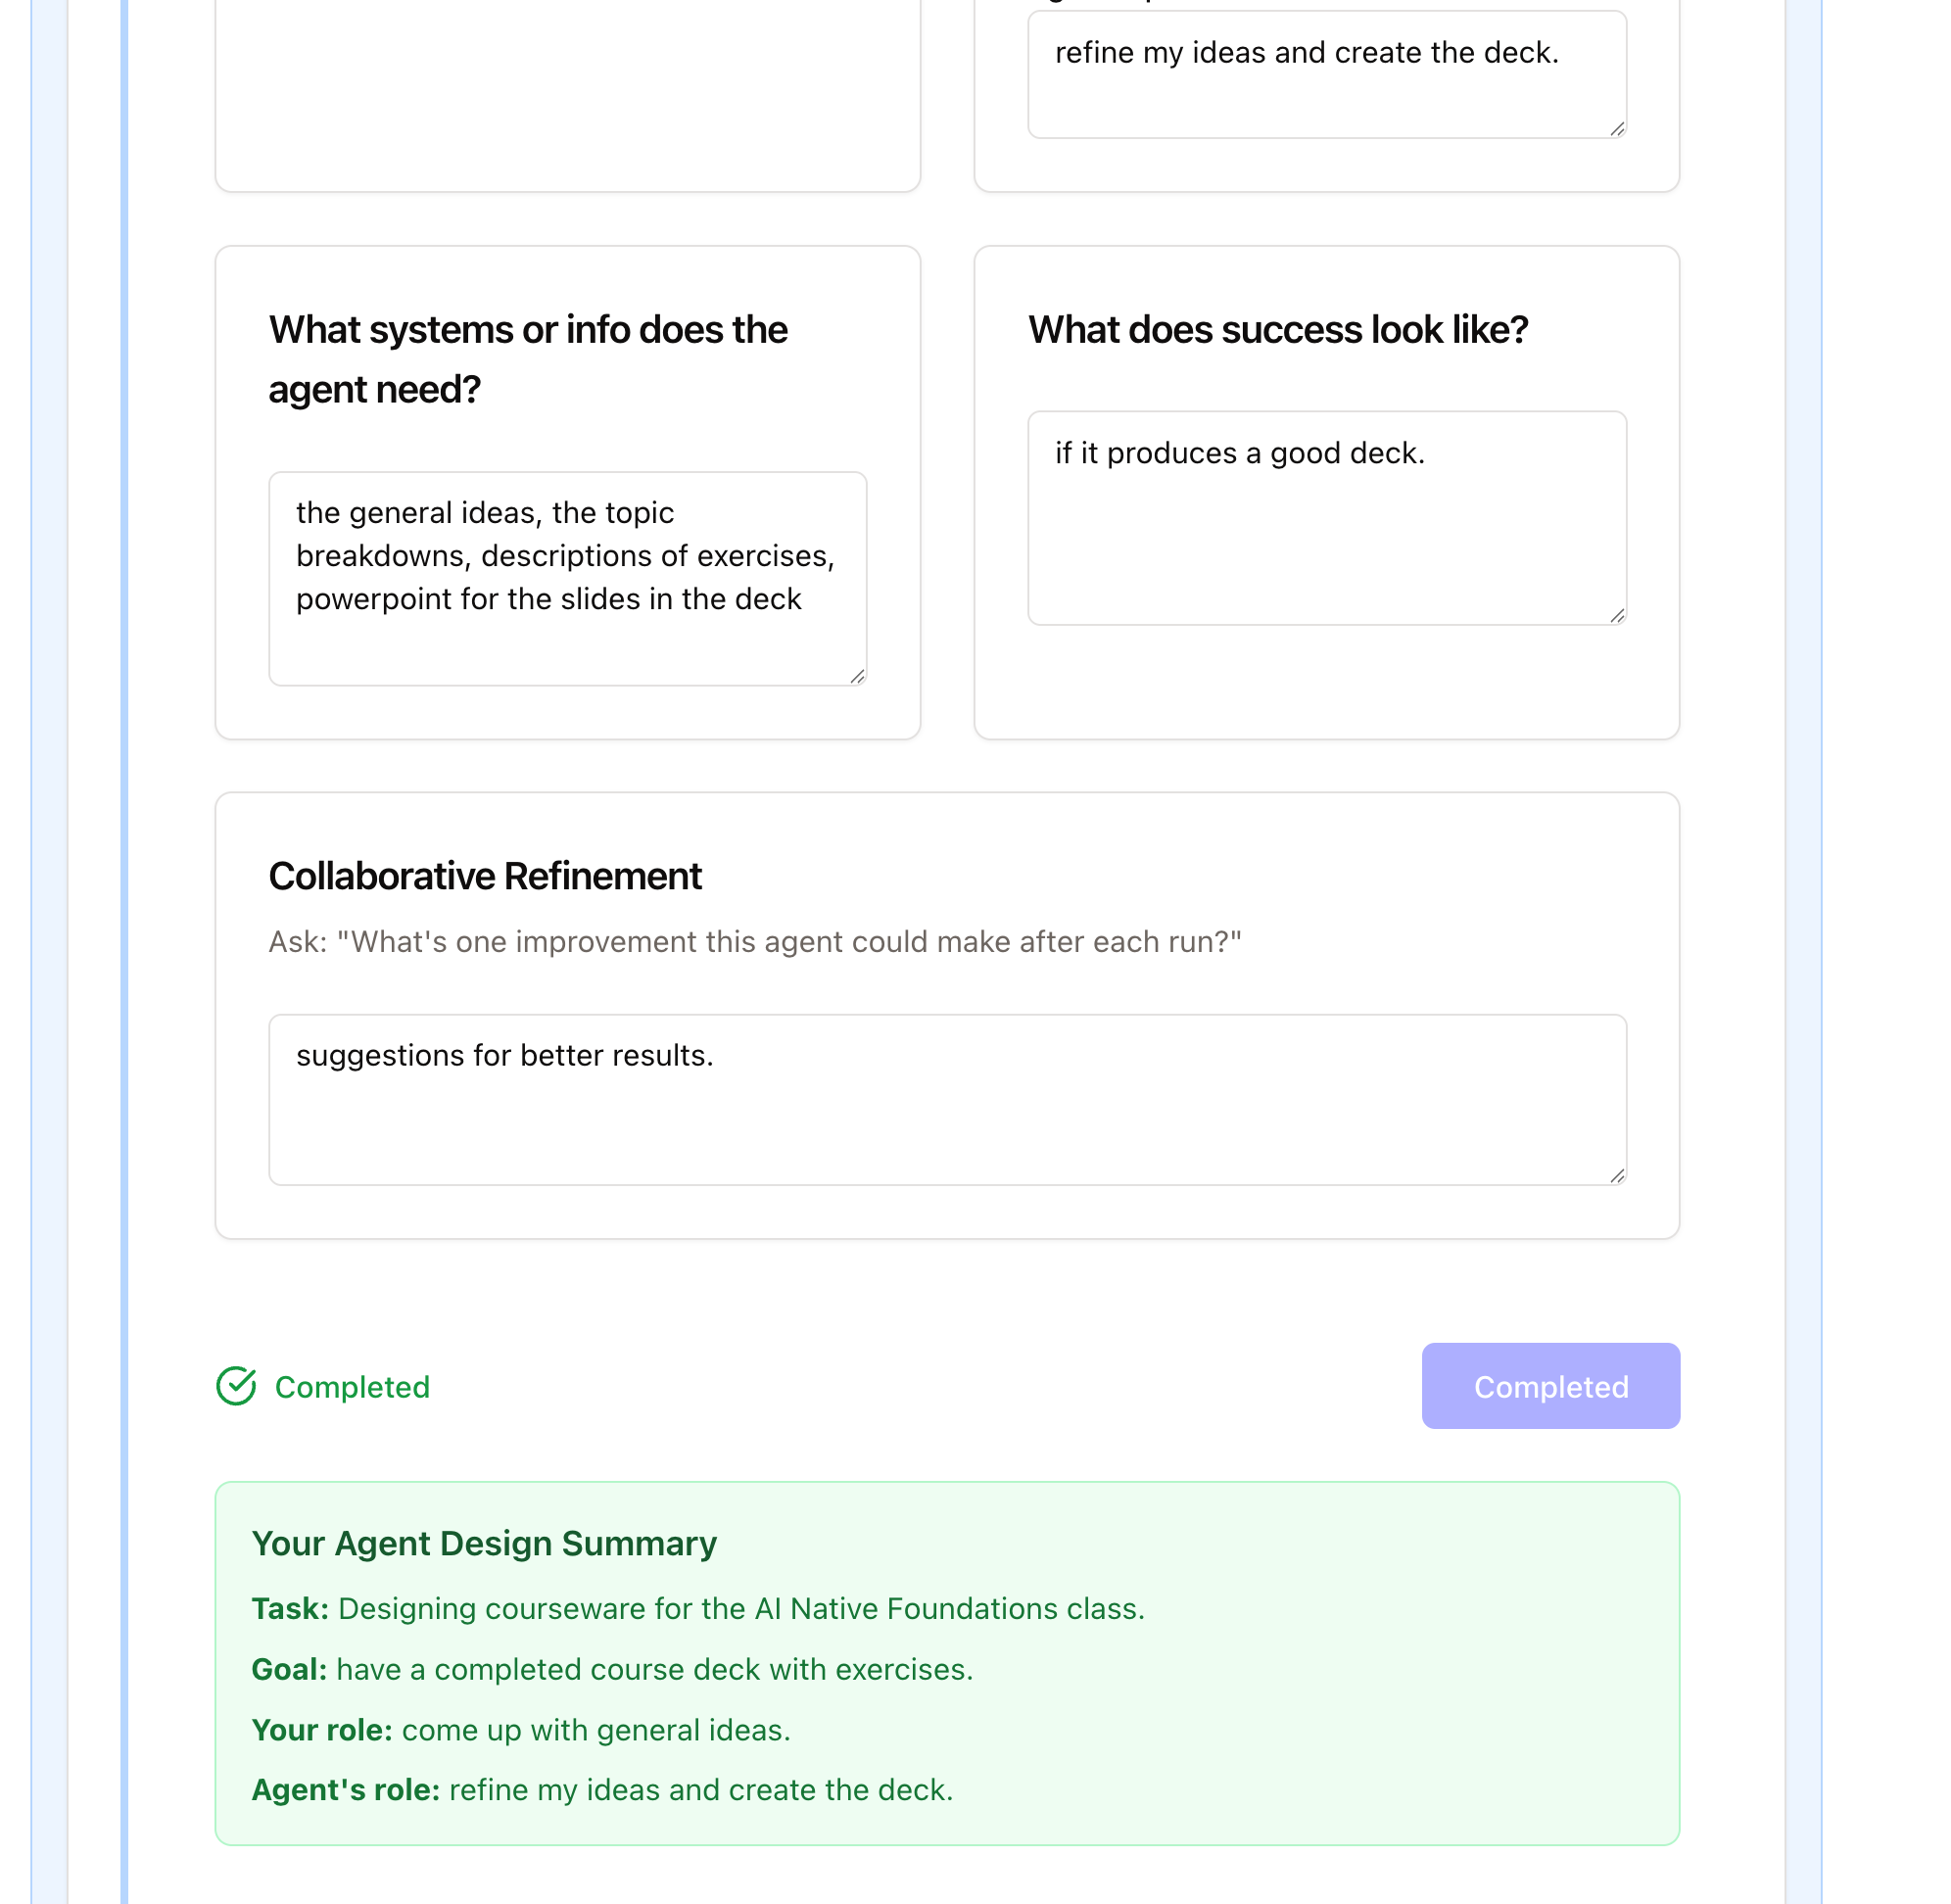 refine my ideas and create the deck.
What systems or info does the
agent need?
the general ideas, the topic
breakdowns, descriptions of exercises,
powerpoint for the slides in the deck
What does success look like?
if it produces a good deck.
Collaborative Refinement
Ask: "What's one improvement this agent could make after each run?"
suggestions for better results.
Completed
Completed
Your Agent Design Summary
Task: Designing courseware for the AI Native Foundations class.
Goal: have a completed course deck with exercises.
Your role: come up with general ideas.
Agent's role: refine my ideas and create the deck.